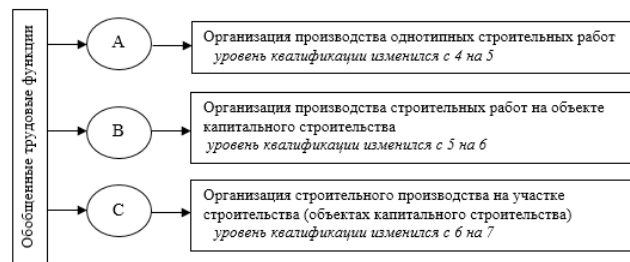 Обобщенные трудовые функции
A
Организация производства однотипных строительных работ
уровень квалификации изменился с 4 на 5
B
Организация производства строительных работ на объекте
капитального строительства
уровень квалификации изменился с 5 на 6
C
Организация строительного производства на участке
строительства (объектах капитального строительства)
уровень квалификации изменился с 6 на 7